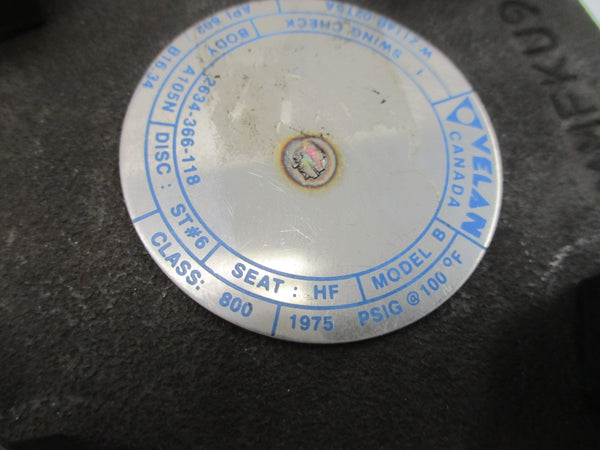 VELAN
CANADA
SWING CHECK
API 602
B16.34
BODY A105N
2634-366-118
DISC: ST#6
SEAT: HF
MODEL B
CLASS: 800
1975 PSIG @ 100 °F